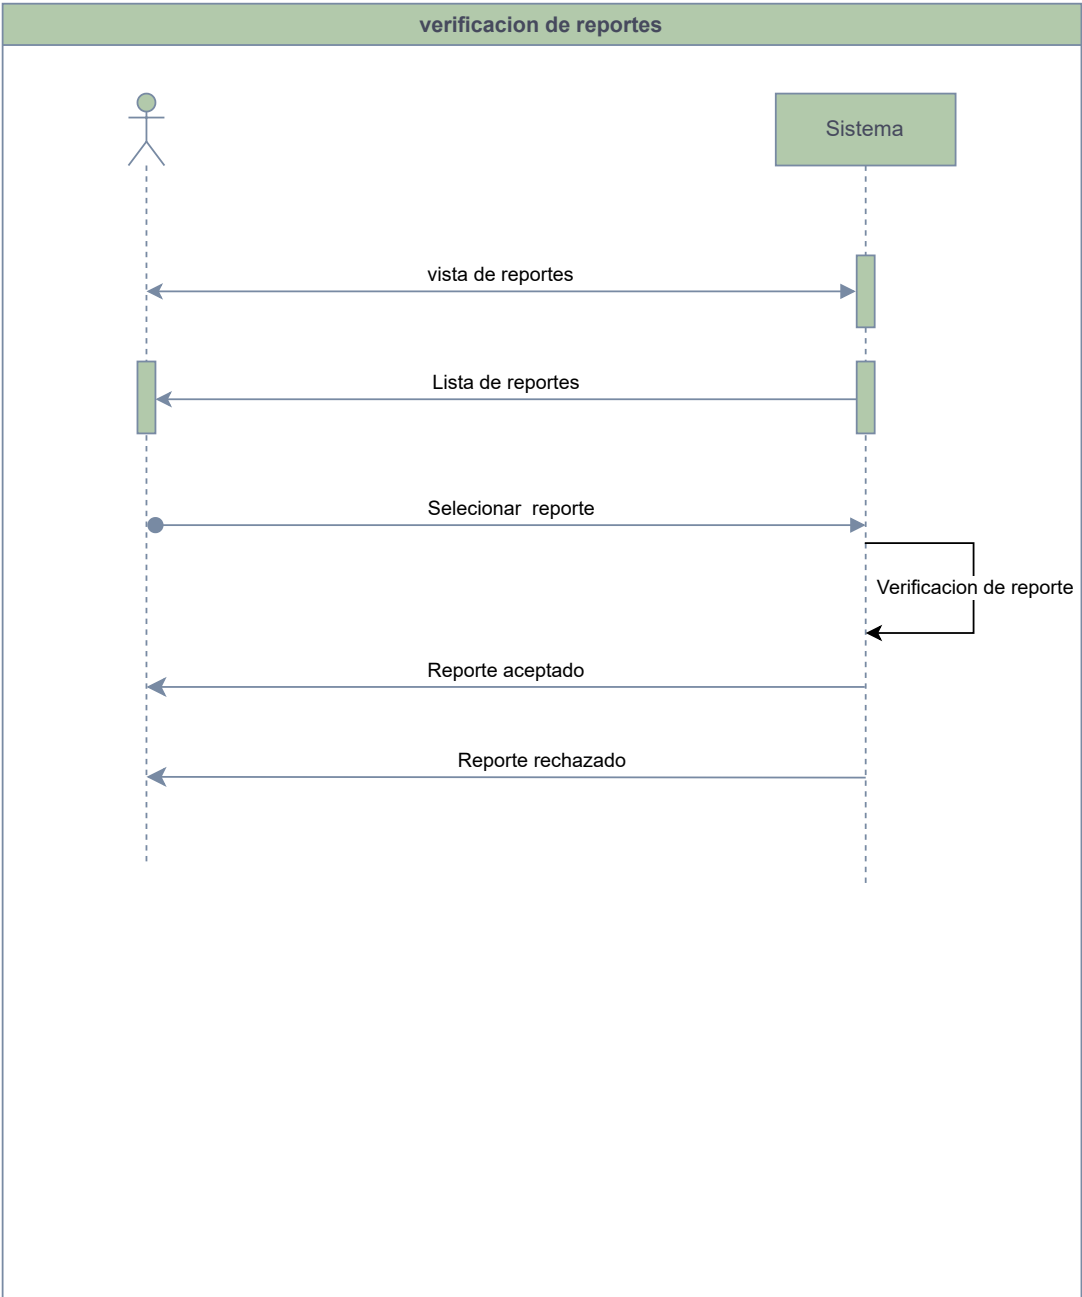 verificacion de reportes
Sistema
vista de reportes
Lista de reportes
Selecionar  reporte
Verificacion de reporte
Reporte aceptado
Reporte rechazado